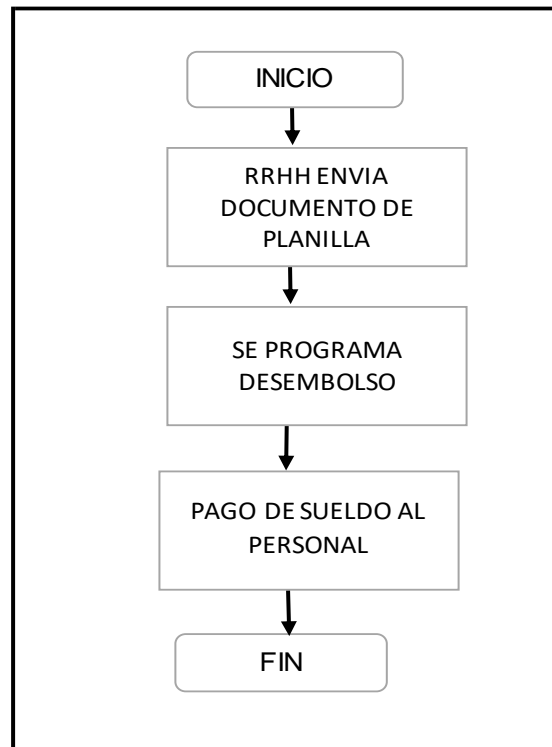 INICIO
RRHH ENVIA
DOCUMENTO DE
PLANILLA
SE PROGRAMA
DESEMBOLSO
PAGO DE SUELDO AL
PERSONAL
FIN